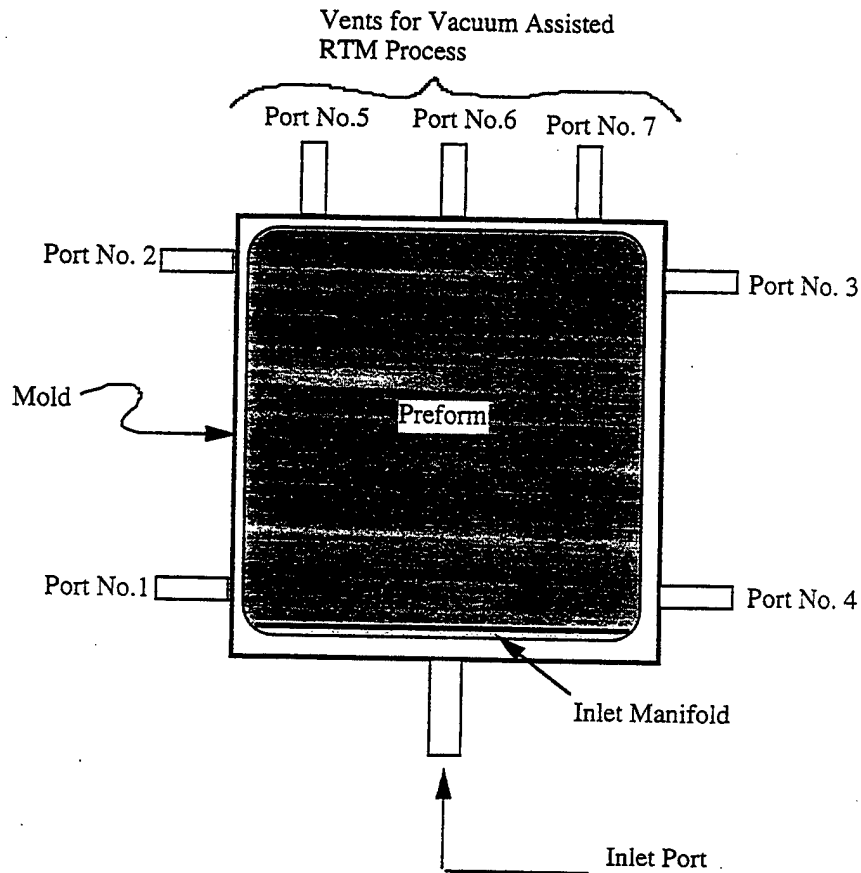 Vents for Vacuum Assisted
RTM Process
Port No.5
Port No.6
Port No. 7
Port No. 2
Port No. 3
Mold
Preform
Port No.1
Port No. 4
Inlet Manifold
Inlet Port